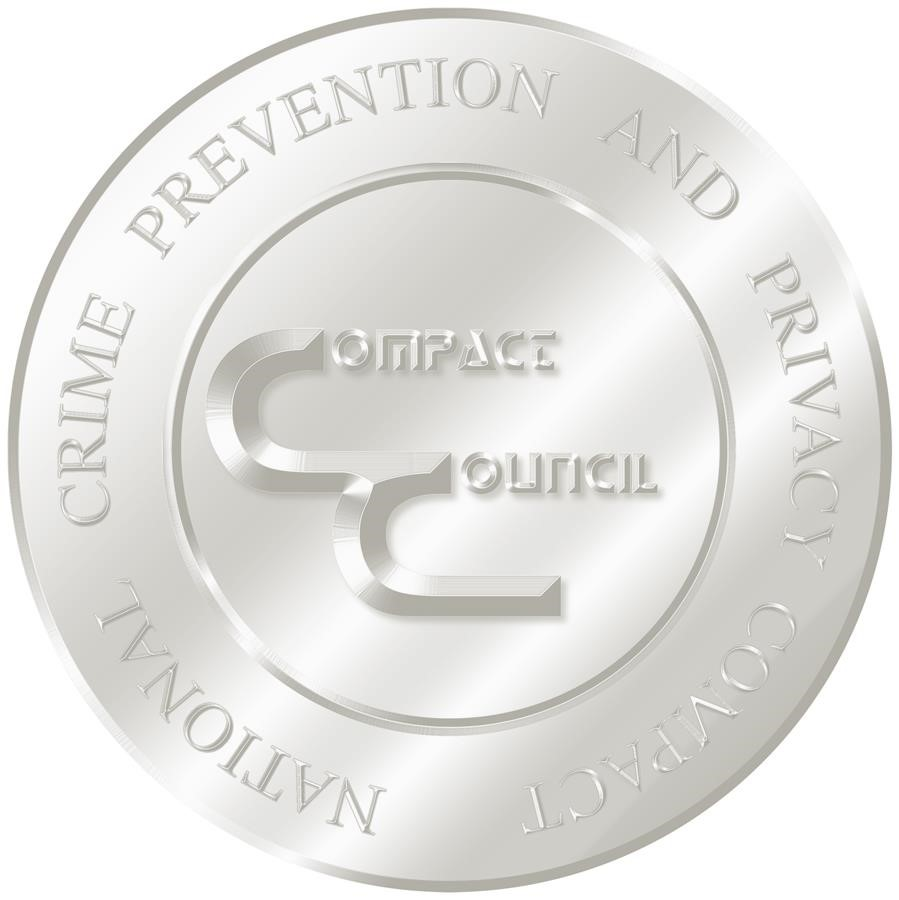 NATIONAL CRIME PREVENTION AND PRIVACY COMPACT
COMPACT
COUNCIL